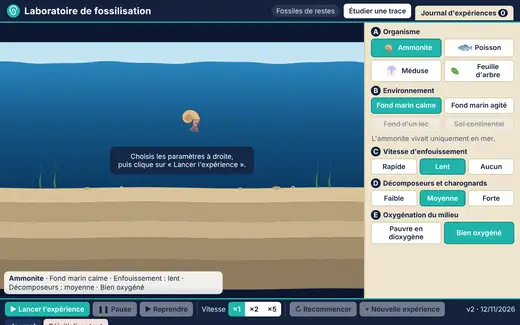 Laboratoire de fossilisation
Fossiles de restes
Étudier une trace
Journal d'expériences 0
A Organisme
Ammonite
Poisson
Méduse
Feuille
d'arbre
B Environnement
Fond marin calme
Fond marin agité
Fond d'un lac
Sol continental
L'ammonite vivait uniquement en mer.
C Vitesse d'enfouissement
Rapide
Lent
Aucun
D Décomposeurs et charognards
Faible
Moyenne
Forte
E Oxygénation du milieu
Pauvre en
dioxygène
Bien oxygéné
Choisis les paramètres à droite,
puis clique sur « Lancer l'expérience ».
Ammonite · Fond marin calme · Enfouissement : lent ·
Décomposeurs : moyenne · Bien oxygéné
Lancer l'expérience
Pause
Reprendre
Vitesse
×1
×2
×5
Recommencer
+ Nouvelle expérience
v2 · 12/11/2026